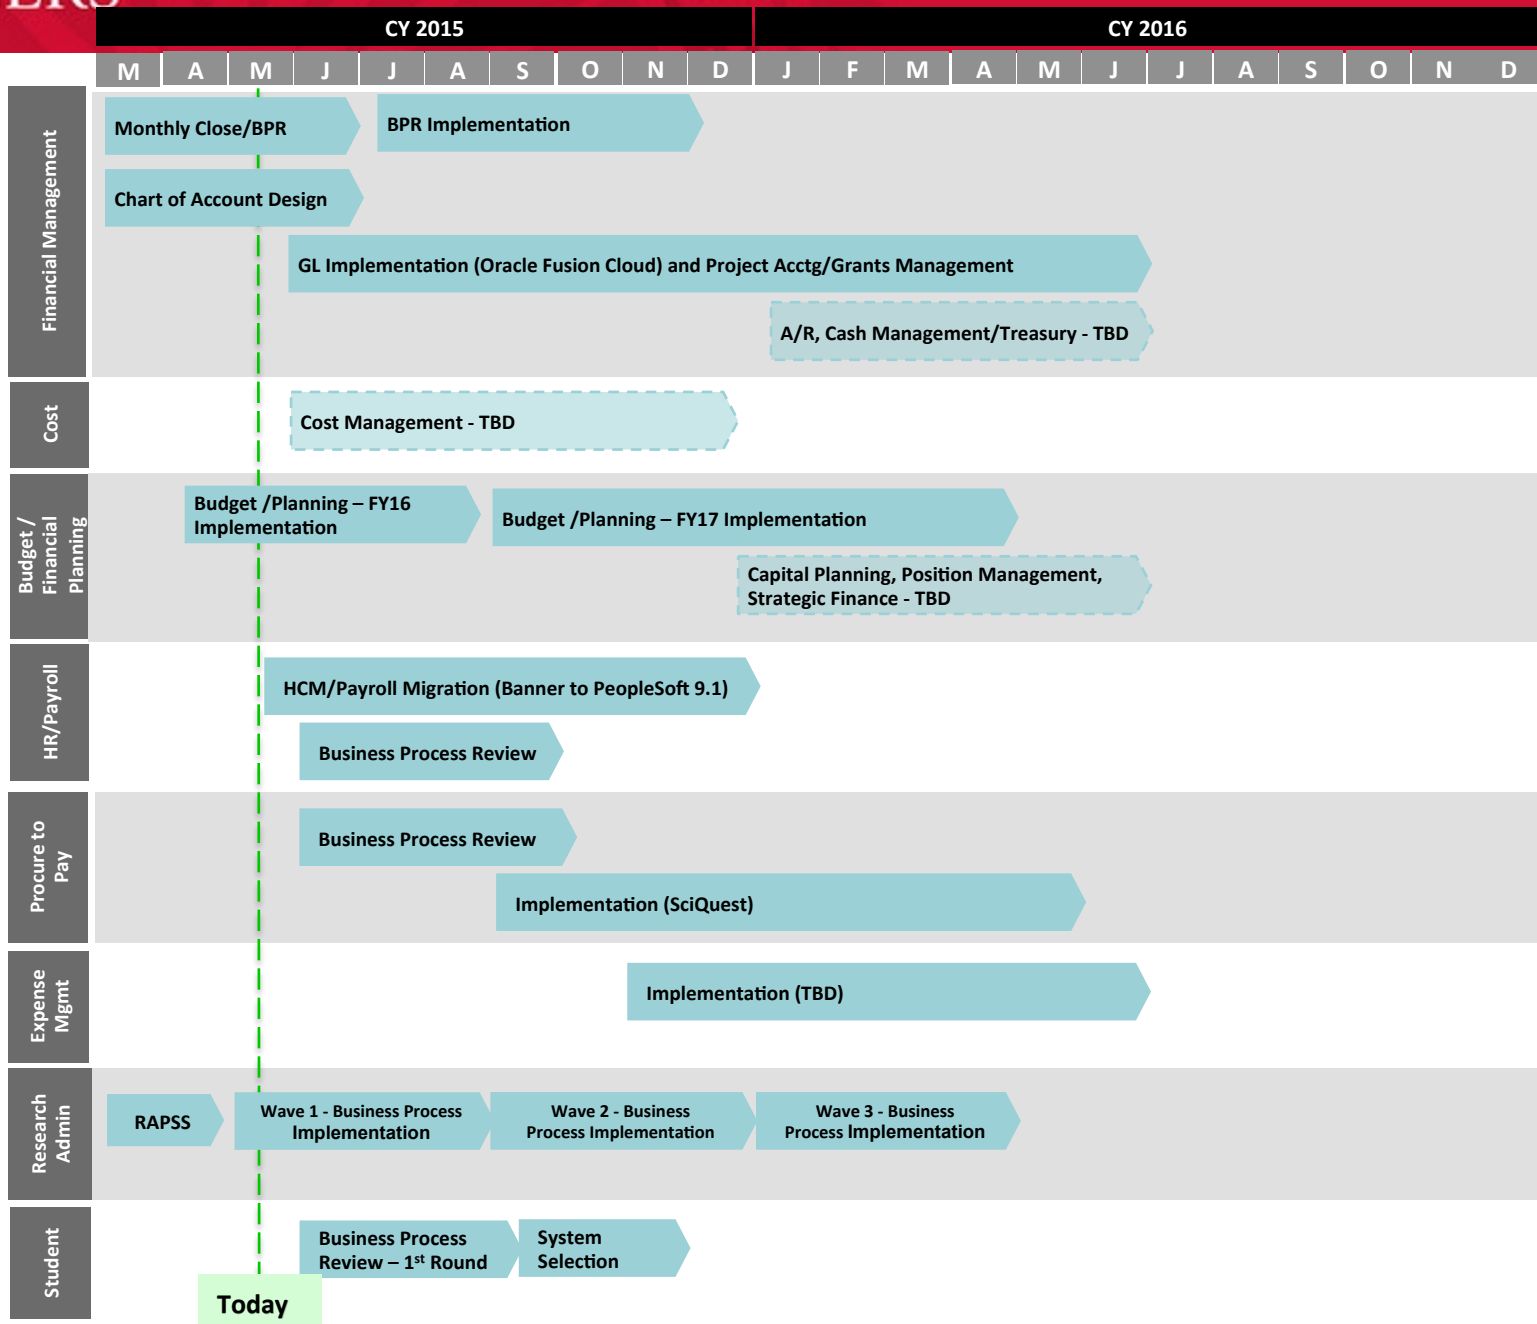 CY 2015
CY 2016
M A M J J A S O N D J F M A M J J A S O N D
Financial Management
Monthly Close/BPR
BPR Implementation
Chart of Account Design
GL Implementation (Oracle Fusion Cloud) and Project Acctg/Grants Management
A/R, Cash Management/Treasury - TBD
Cost
Cost Management - TBD
Budget /
Financial
Planning
Budget /Planning – FY16
Implementation
Budget /Planning – FY17 Implementation
Capital Planning, Position Management,
Strategic Finance - TBD
HR/Payroll
HCM/Payroll Migration (Banner to PeopleSoft 9.1)
Business Process Review
Procure to
Pay
Business Process Review
Implementation (SciQuest)
Expense
Mgmt
Implementation (TBD)
Research
Admin
RAPSS
Wave 1 - Business Process
Implementation
Wave 2 - Business
Process Implementation
Wave 3 - Business
Process Implementation
Student
Business Process
Review – 1st Round
System
Selection
Today